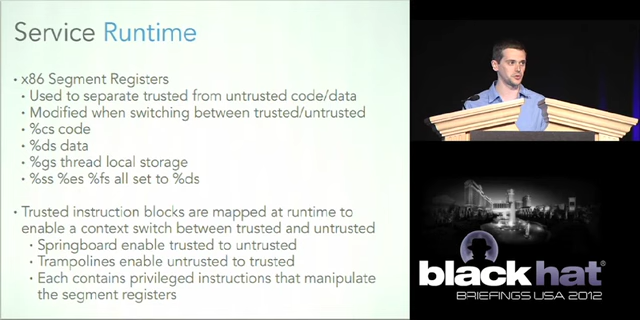 Service Runtime
• x86 Segment Registers
• Used to separate trusted from untrusted code/data
• Modified when switching between trusted/untrusted
• %cs code
• %ds data
• %gs thread local storage
• %ss %es %fs all set to %ds
• Trusted instruction blocks are mapped at runtime to
enable a context switch between trusted and untrusted
• Springboard enable trusted to untrusted
• Trampolines enable untrusted to trusted
• Each contains privileged instructions that manipulate
the segment registers
black hat®
BRIEFINGS USA 2012